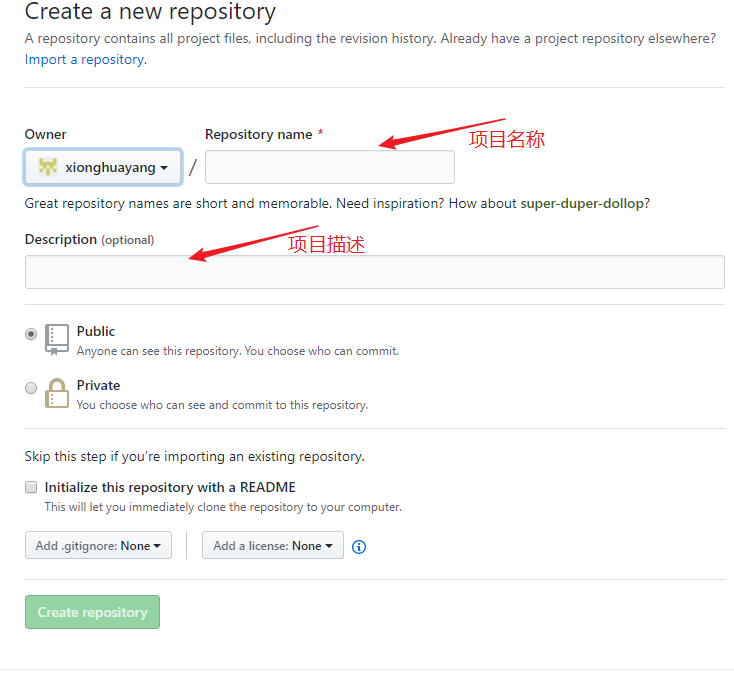 Create a new repository
A repository contains all project files, including the revision history. Already have a project repository elsewhere?
Import a repository.
Owner
Repository name *
项目名称
xionghuayang
/
Great repository names are short and memorable. Need inspiration? How about super-duper-dollop?
Description (optional)
项目描述
Public
Anyone can see this repository. You choose who can commit.
Private
You choose who can see and commit to this repository.
Skip this step if you’re importing an existing repository.
Initialize this repository with a README
This will let you immediately clone the repository to your computer.
Add .gitignore: None
Add a license: None
Create repository